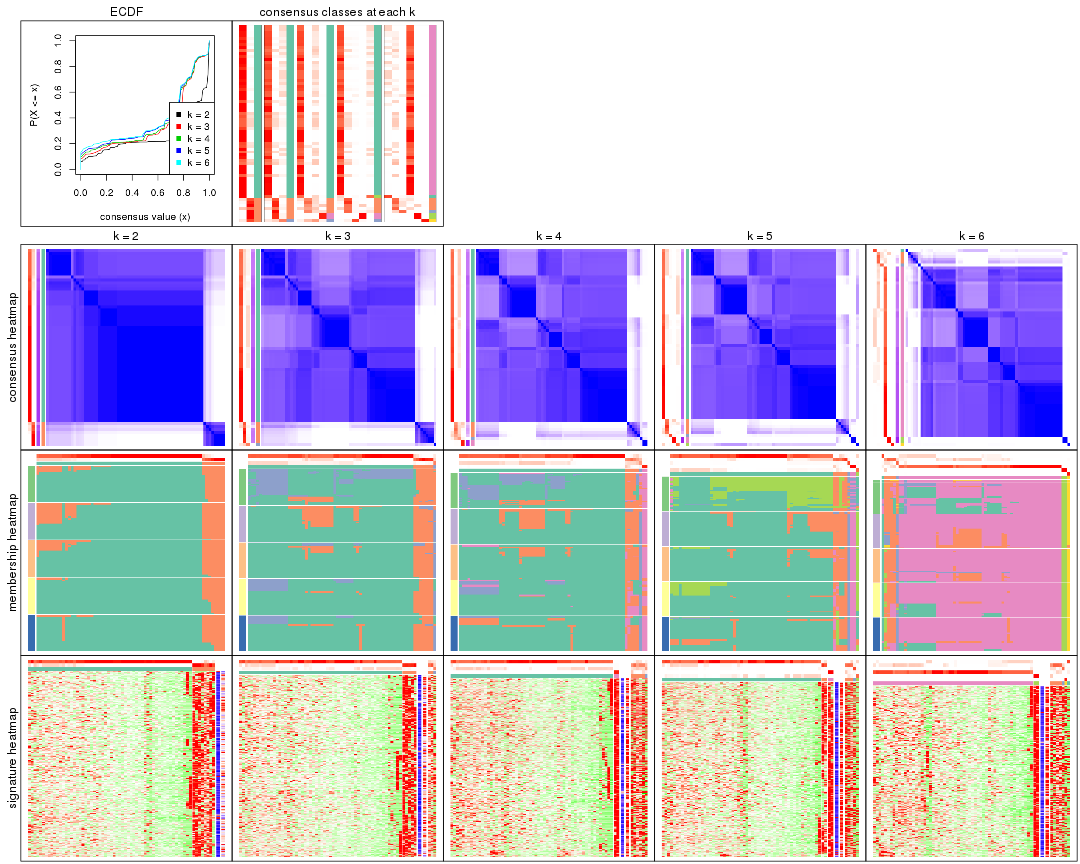 ECDF
consensus classes at each k
P(X <= x)
0.0 0.2 0.4 0.6 0.8 1.0
k = 2
k = 3
k = 4
k = 5
k = 6
0.0 0.2 0.4 0.6 0.8 1.0
consensus value (x)
k = 2
k = 3
k = 4
k = 5
k = 6
consensus heatmap
membership heatmap
signature heatmap